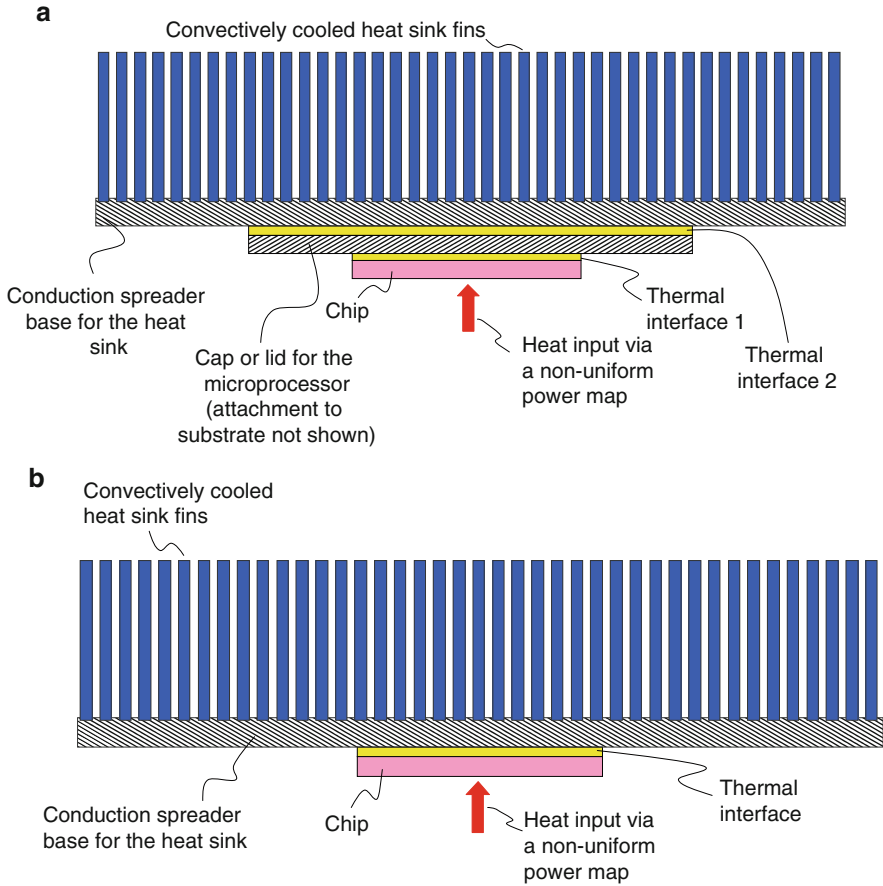 a
Convectively cooled heat sink fins
Conduction spreader
base for the heat
sink
Chip
Thermal
interface 1
Cap or lid for the
microprocessor
(attachment to
substrate not shown)
Heat input via
a non-uniform
power map
Thermal
interface 2
b
Convectively cooled
heat sink fins
Conduction spreader
base for the heat sink
Chip
Heat input via
a non-uniform
power map
Thermal
interface